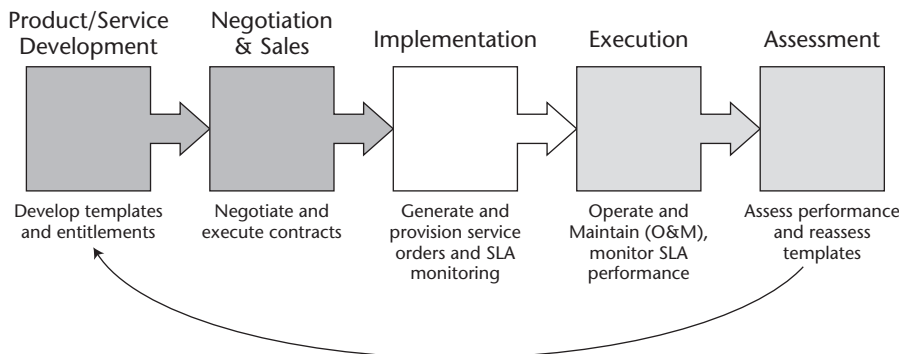 Product/Service
Development
Negotiation
& Sales
Implementation
Execution
Assessment
Develop templates
and entitlements
Negotiate and
execute contracts
Generate and
provision service
orders and SLA
monitoring
Operate and
Maintain (O&M),
monitor SLA
performance
Assess performance
and reassess
templates